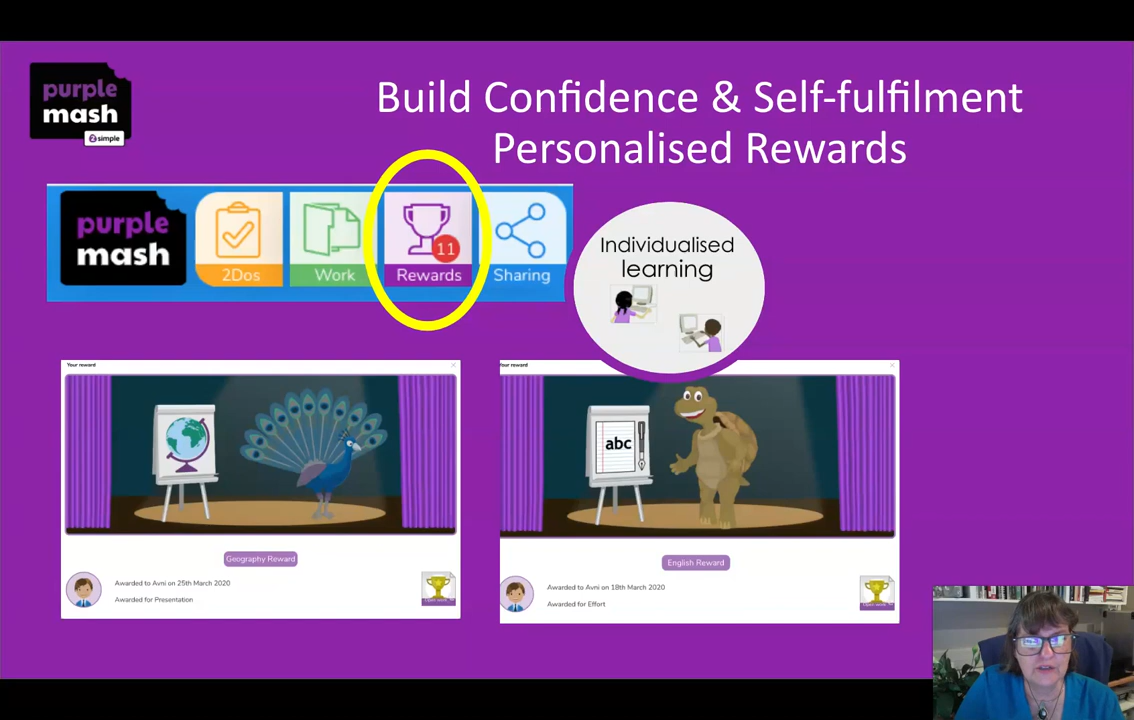 purple
mash
2simple
Build Confidence & Self-fulfilment
Personalised Rewards
purple
mash
2Dos
Work
11
Rewards
Sharing
Individualised
learning
Your reward
Geography Reward
Awarded to Avni on 25th March 2020
Awarded for Presentation
Your reward
abc
English Reward
Awarded to Avni on 18th March 2020
Awarded for Effort